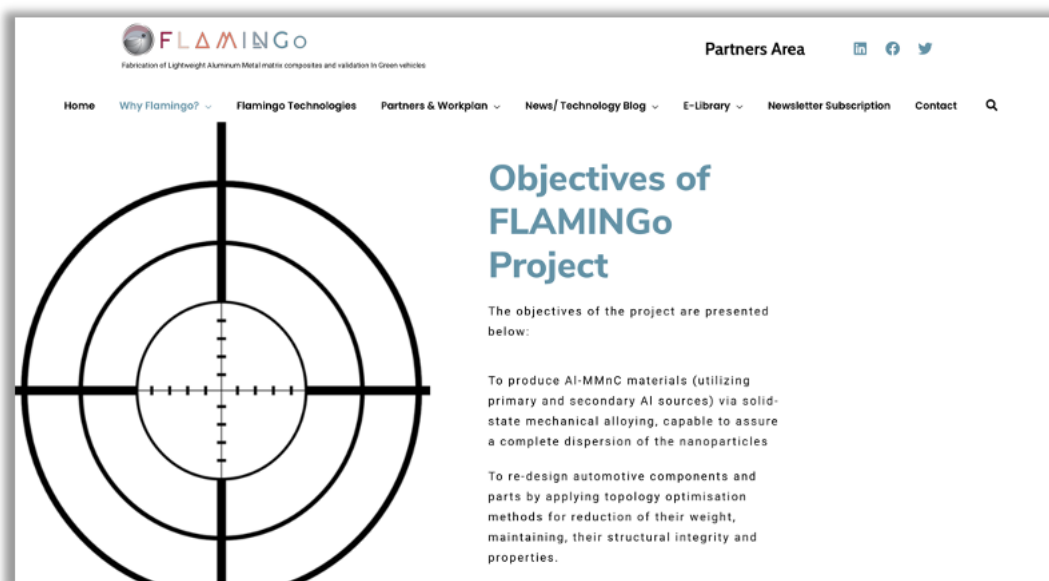 FLAMINGo
Fabrication of Lightweight Aluminum Metal matrix composites and validation In Green vehicles
Partners Area
Home Why Flamingo? Flamingo Technologies Partners & Workplan News/ Technology Blog E-Library Newsletter Subscription Contact
Objectives of
FLAMINGo
Project
The objectives of the project are presented
below:
To produce Al-MMnC materials (utilizing
primary and secondary Al sources) via solid-
state mechanical alloying, capable to assure
a complete dispersion of the nanoparticles
To re-design automotive components and
parts by applying topology optimisation
methods for reduction of their weight,
maintaining, their structural integrity and
properties.